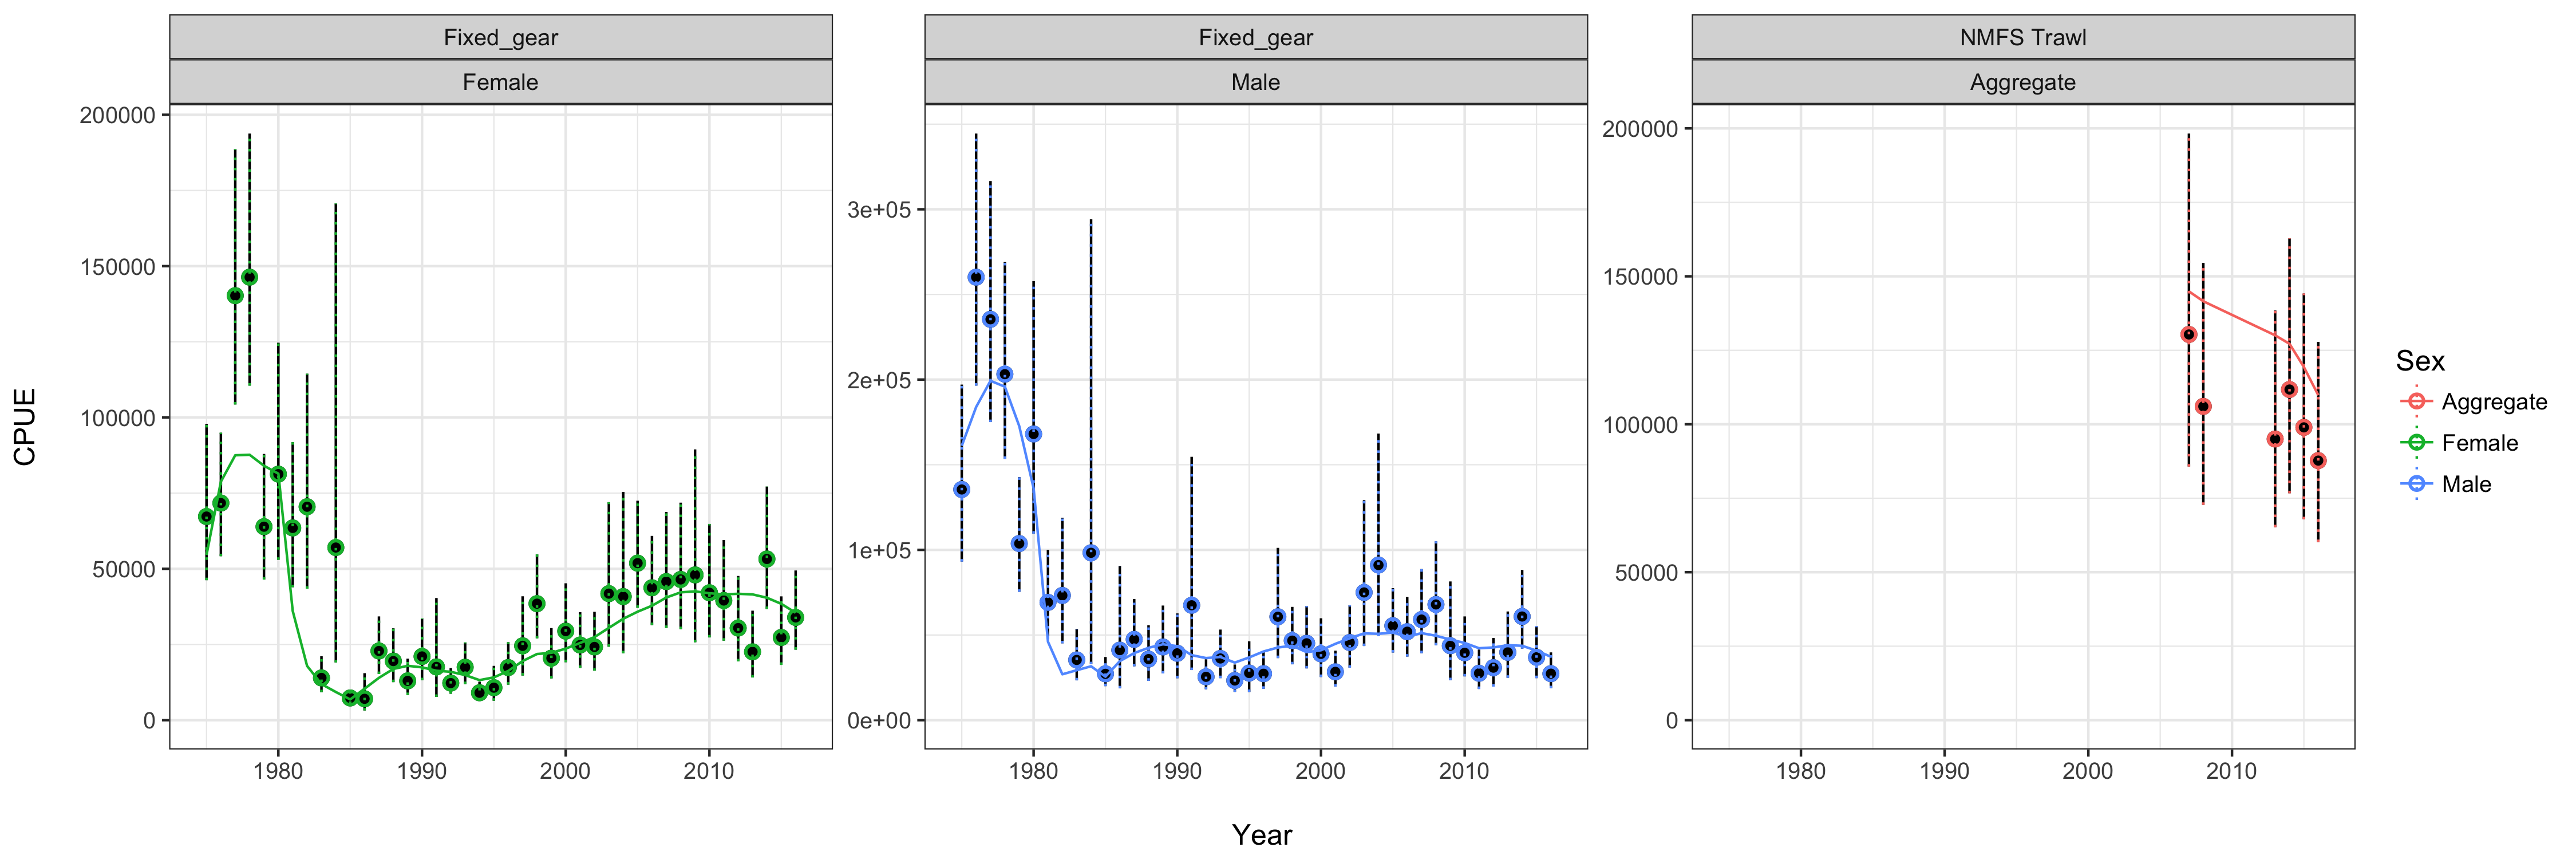 Fixed_gear Fixed_gear NMFS Trawl
Female Male Aggregate
200000
150000
100000
50000
0
3e+05
2e+05
1e+05
0e+00
200000
150000
100000
50000
0
1980 1990 2000 2010 1980 1990 2000 2010 1980 1990 2000 2010
CPUE
Year
Sex
Aggregate
Female
Male